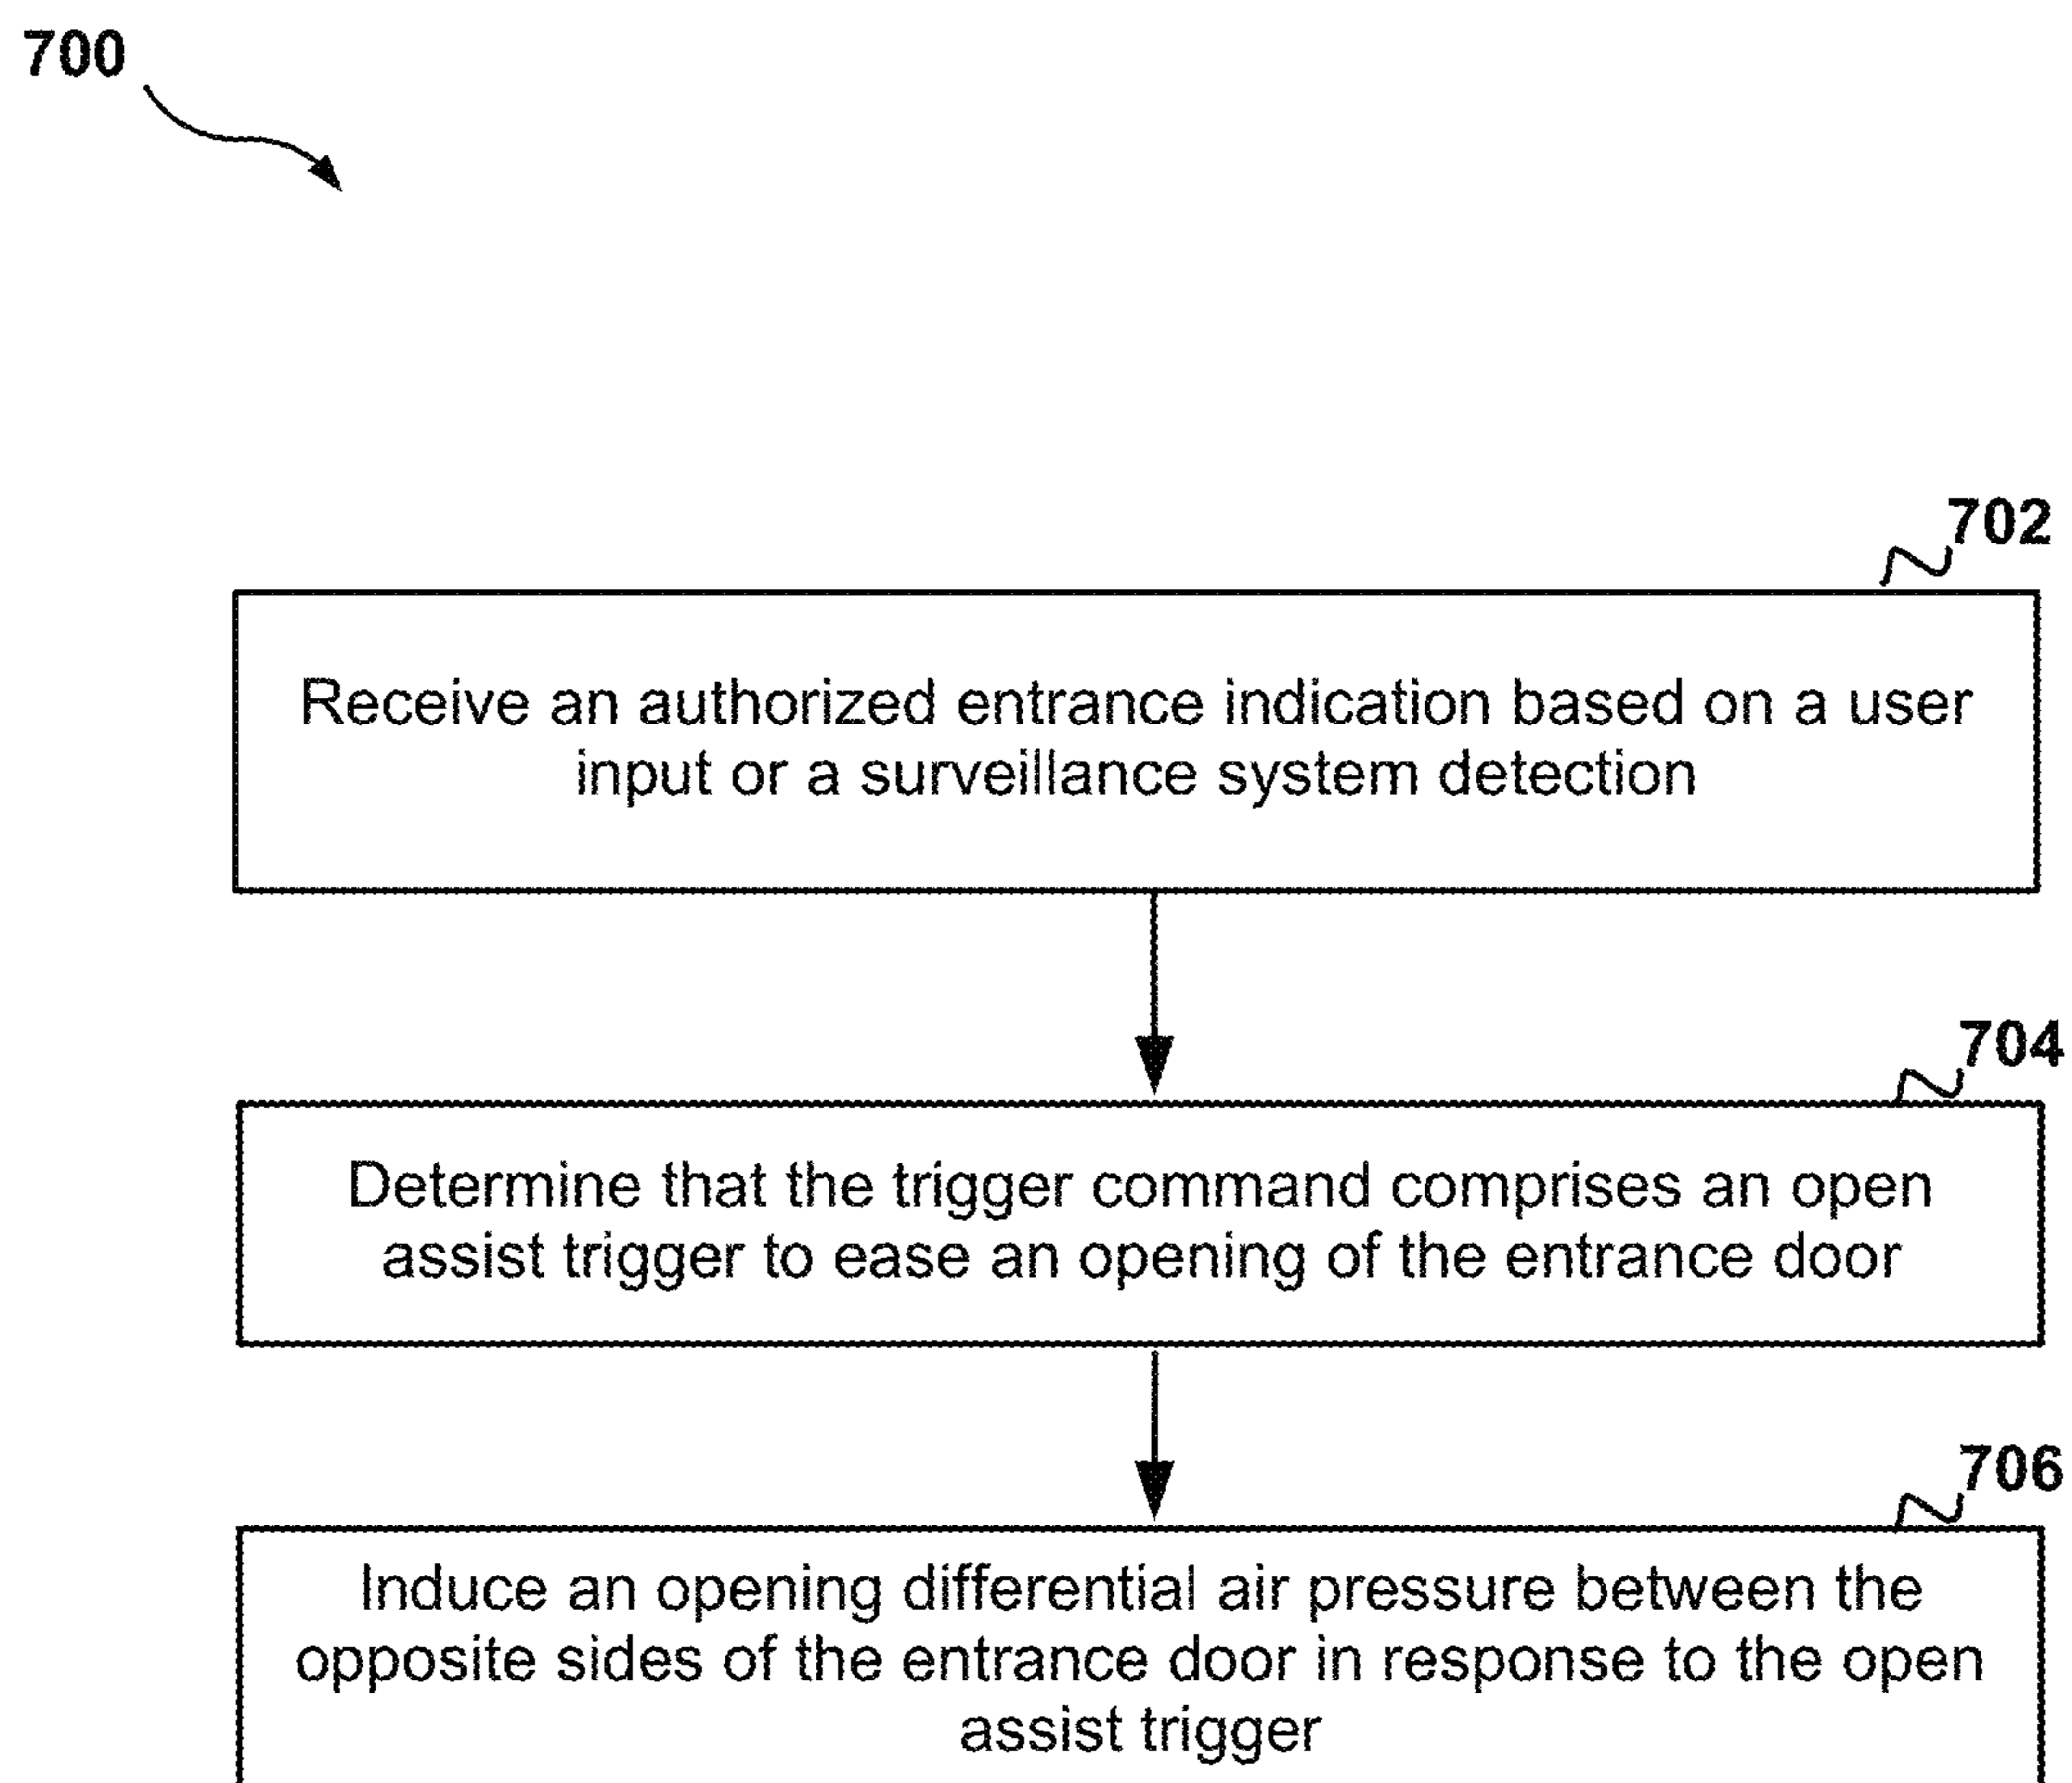 700
702
Receive an authorized entrance indication based on a user
input or a surveillance system detection
704
Determine that the trigger command comprises an open
assist trigger to ease an opening of the entrance door
706
Induce an opening differential air pressure between the
opposite sides of the entrance door in response to the open
assist trigger